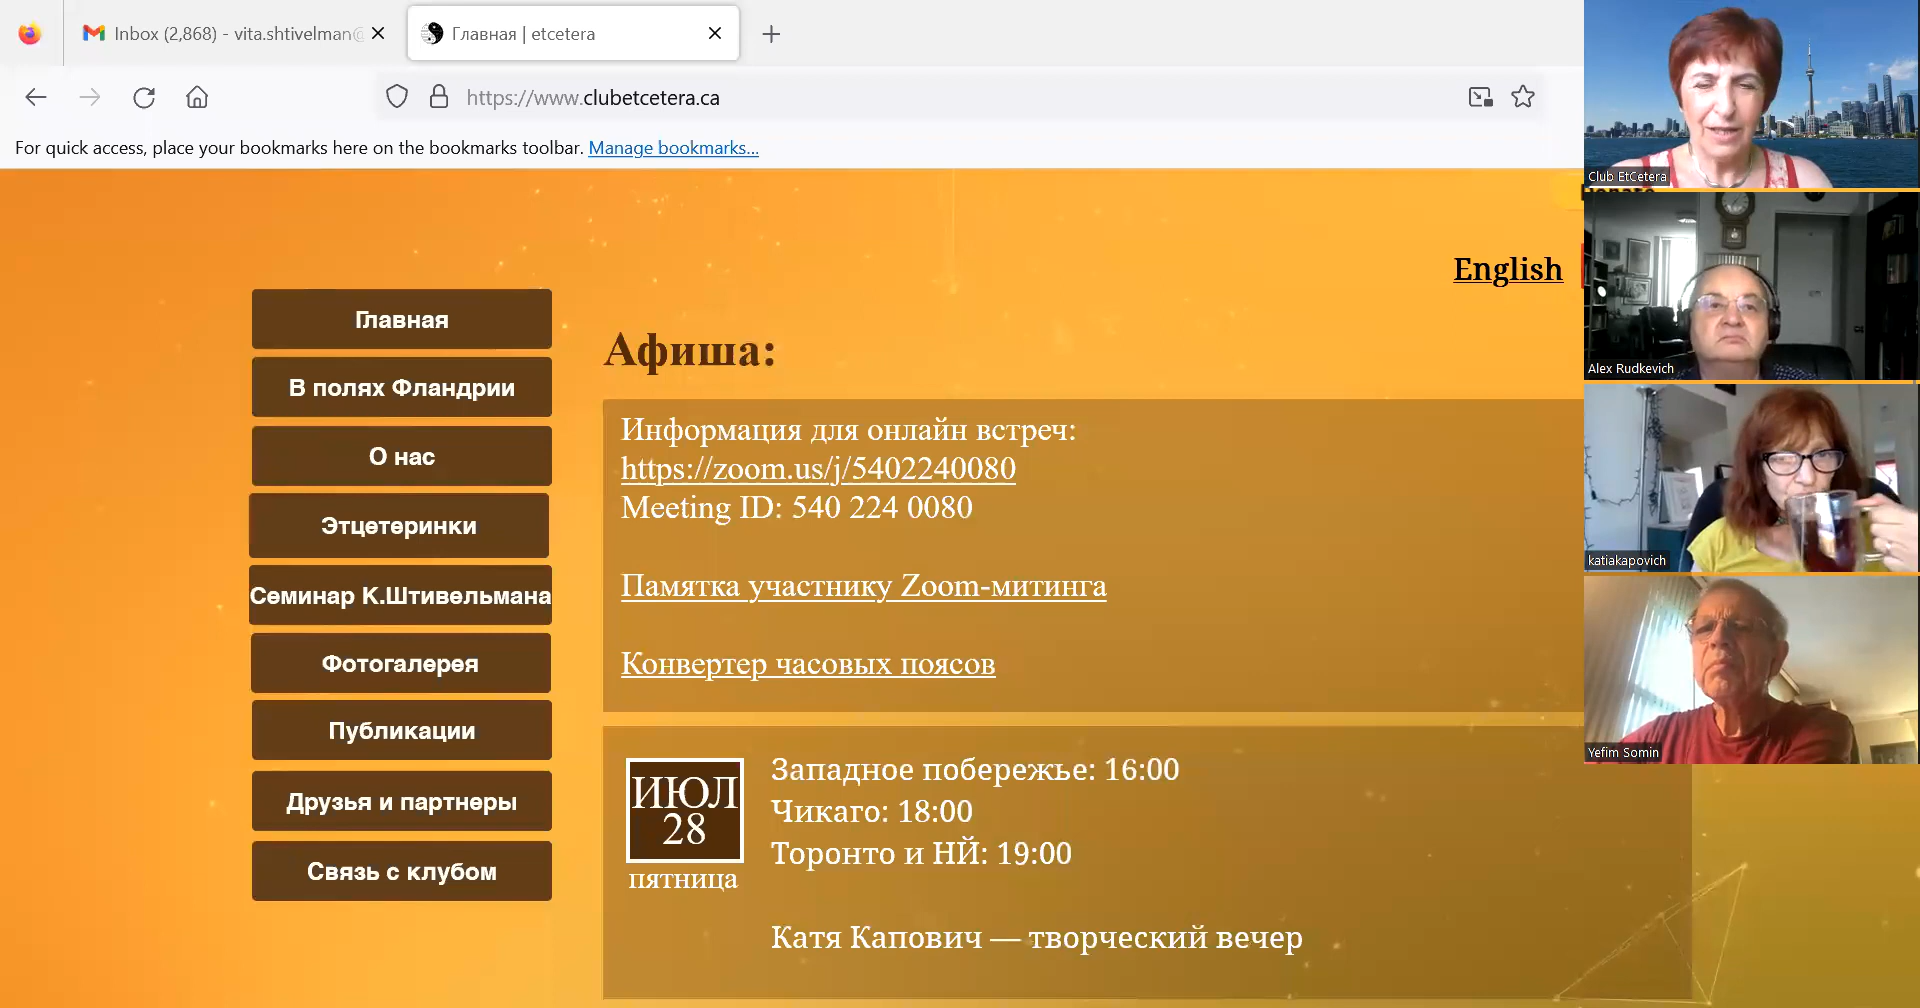 Inbox (2,868) - vita.shtivelman@
Главная | etcetera
https://www.clubetcetera.ca
For quick access, place your bookmarks here on the bookmarks toolbar. Manage bookmarks...
English
Главная
В полях Фландрии
О нас
Этцетеринки
Семинар К.Штивельмана
Фотогалерея
Публикации
Друзья и партнеры
Связь с клубом
Афиша:
Информация для онлайн встреч:
https://zoom.us/j/5402240080
Meeting ID: 540 224 0080
Памятка участнику Zoom-митинга
Конвертер часовых поясов
ИЮЛ
28
пятница
Западное побережье: 16:00
Чикаго: 18:00
Торонто и НЙ: 19:00
Катя Капович — творческий вечер
Club EtCetera
Alex Rudkevich
katiakapovich
Yefim Somin